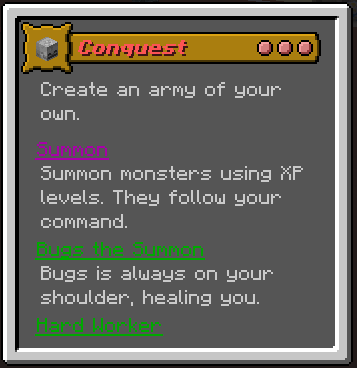 Conquest
Create an army of your
own.
Summon
Summon monsters using XP
levels. They follow your
command.
Bugs the Summon
Bugs is always on your
shoulder, healing you.
Hard Worker